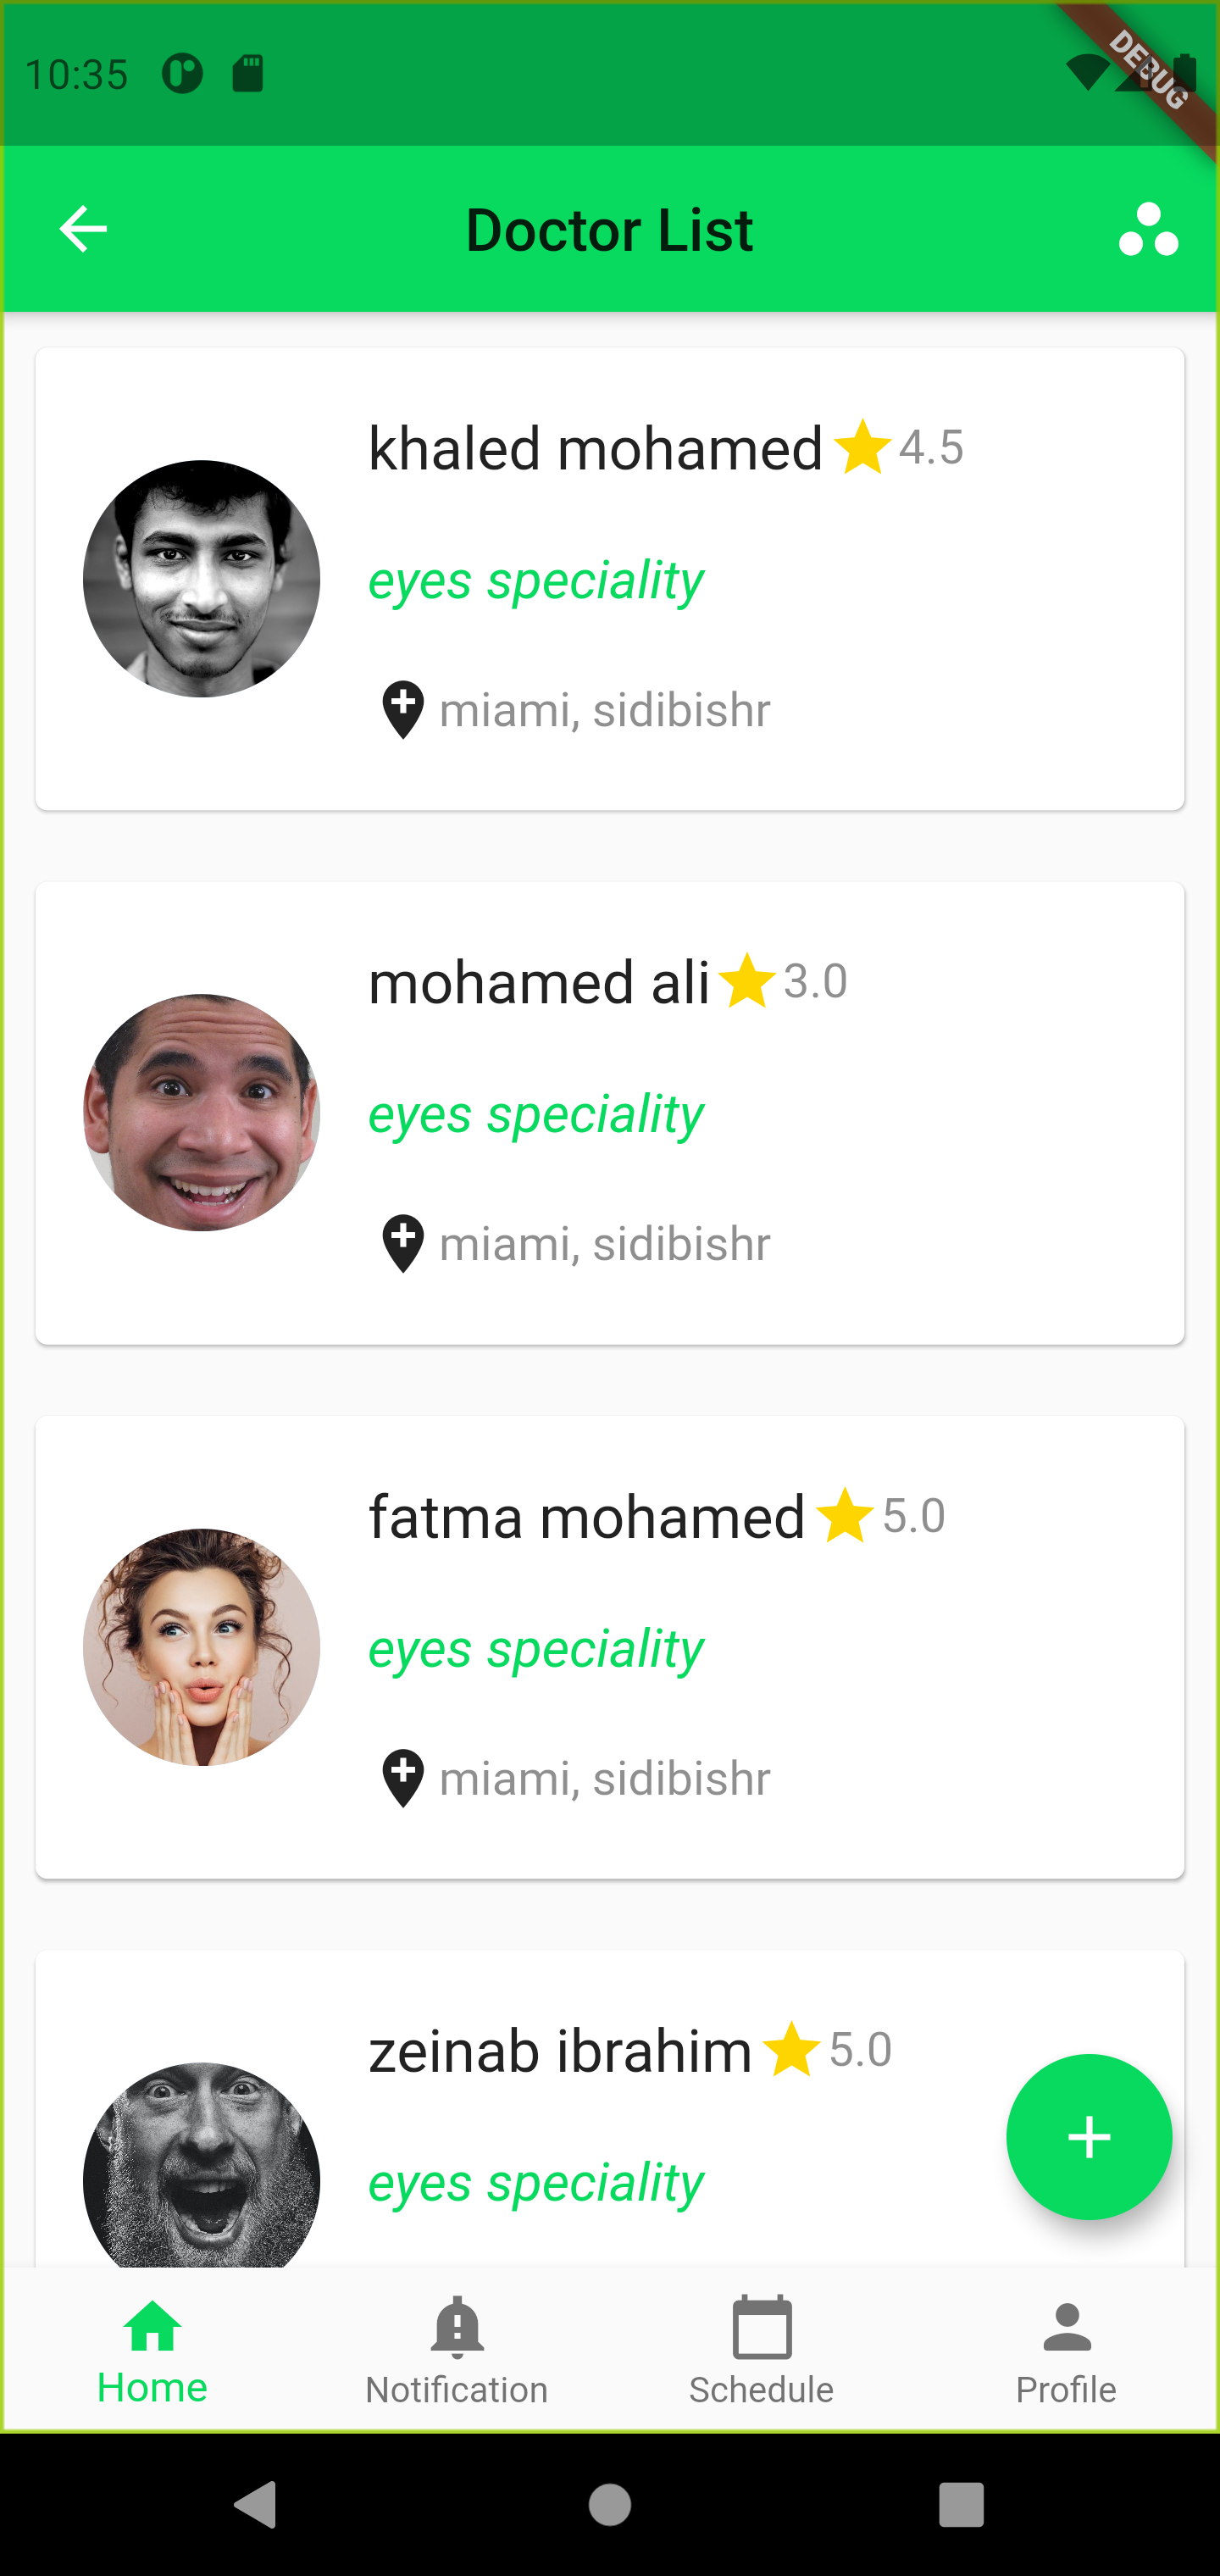 10:35
DEBUG
Doctor List
khaled mohamed 4.5
eyes speciality
miami, sidibishr
mohamed ali 3.0
eyes speciality
miami, sidibishr
fatma mohamed 5.0
eyes speciality
miami, sidibishr
zeinab ibrahim 5.0
eyes speciality
Home Notification Schedule Profile